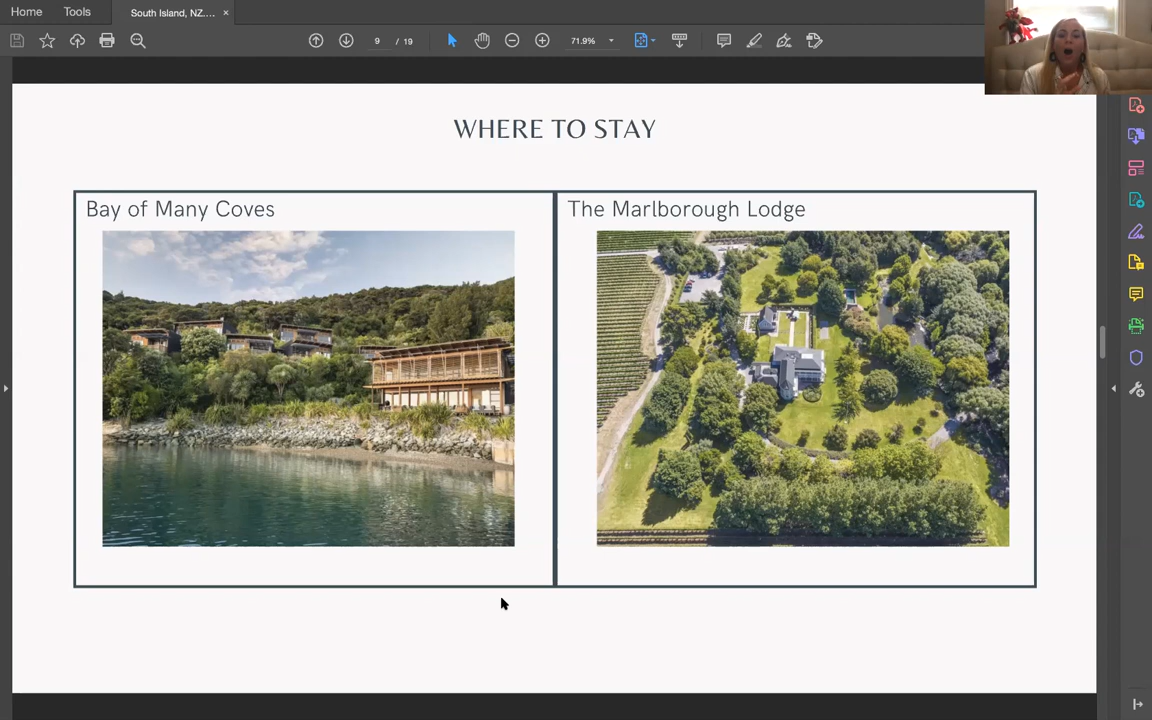 Home
Tools
South Island, NZ.... ×
9 / 19
71.9%
WHERE TO STAY
Bay of Many Coves
The Marlborough Lodge